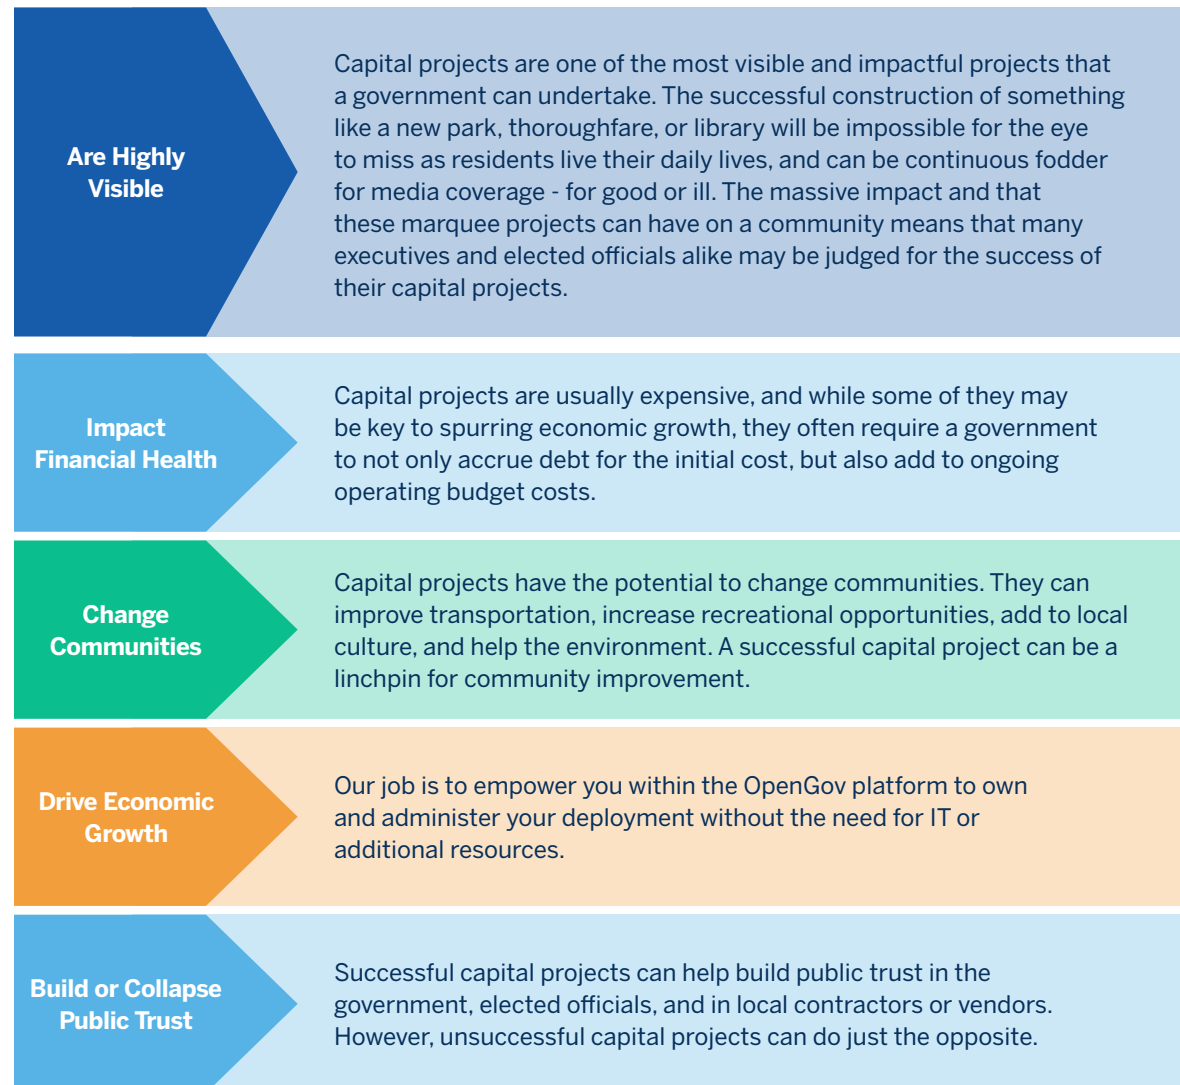 Are Highly
Visible
Capital projects are one of the most visible and impactful projects that
a government can undertake. The successful construction of something
like a new park, thoroughfare, or library will be impossible for the eye
to miss as residents live their daily lives, and can be continuous fodder
for media coverage - for good or ill. The massive impact and that
these marquee projects can have on a community means that many
executives and elected officials alike may be judged for the success of
their capital projects.
Impact
Financial Health
Capital projects are usually expensive, and while some of they may
be key to spurring economic growth, they often require a government
to not only accrue debt for the initial cost, but also add to ongoing
operating budget costs.
Change
Communities
Capital projects have the potential to change communities. They can
improve transportation, increase recreational opportunities, add to local
culture, and help the environment. A successful capital project can be a
linchpin for community improvement.
Drive Economic
Growth
Our job is to empower you within the OpenGov platform to own
and administer your deployment without the need for IT or
additional resources.
Build or Collapse
Public Trust
Successful capital projects can help build public trust in the
government, elected officials, and in local contractors or vendors.
However, unsuccessful capital projects can do just the opposite.